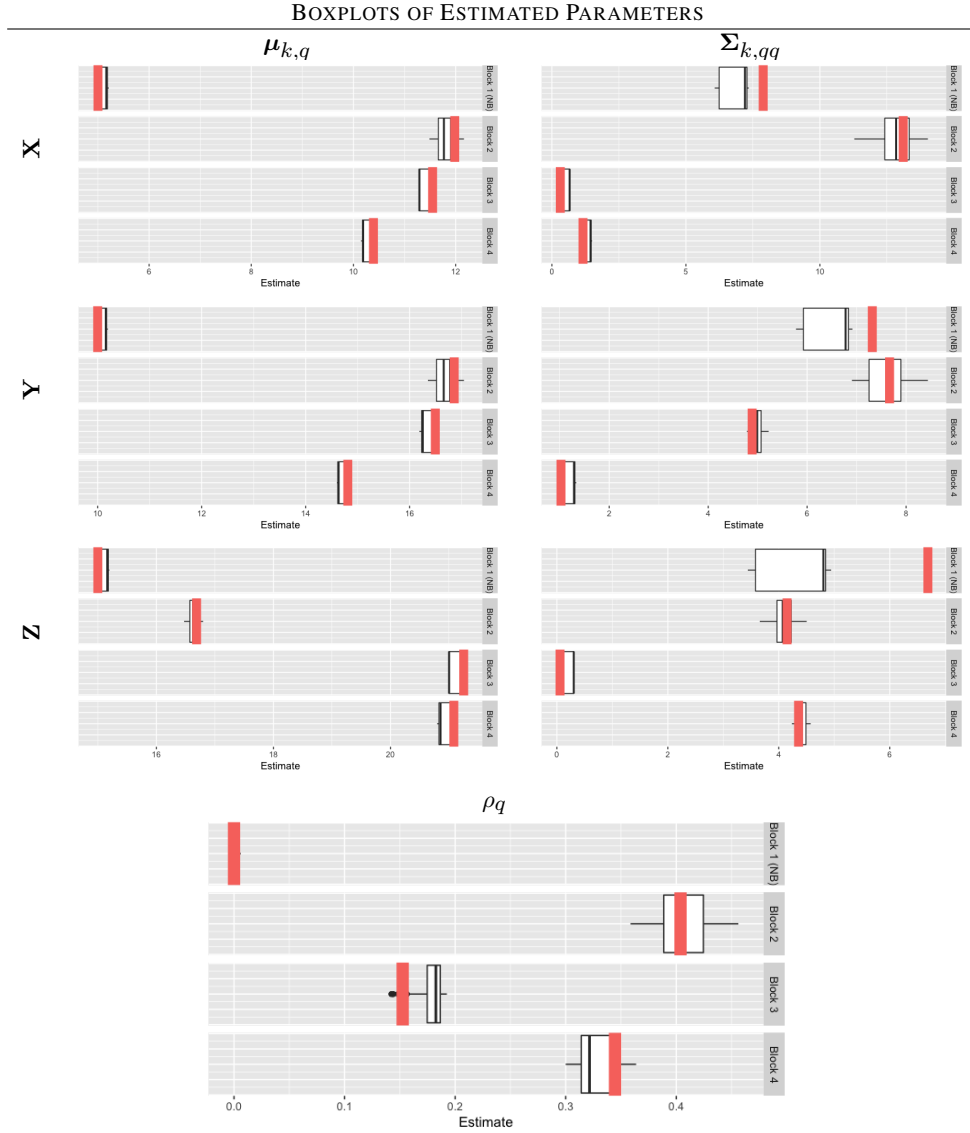 BOXPLOTS OF ESTIMATED PARAMETERS
μk,q Σk,qq
X
Block 1 (NB)
Block 2
Block 3
Block 4
6 8 10 12
Estimate
Block 1 (NB)
Block 2
Block 3
Block 4
0 5 10
Estimate
Y
Block 1 (NB)
Block 2
Block 3
Block 4
10 12 14 16
Estimate
Block 1 (NB)
Block 2
Block 3
Block 4
2 4 6 8
Estimate
Z
Block 1 (NB)
Block 2
Block 3
Block 4
16 18 20
Estimate
Block 1 (NB)
Block 2
Block 3
Block 4
0 2 4 6
Estimate
ρq
Block 1 (NB)
Block 2
Block 3
Block 4
0.0 0.1 0.2 0.3 0.4
Estimate